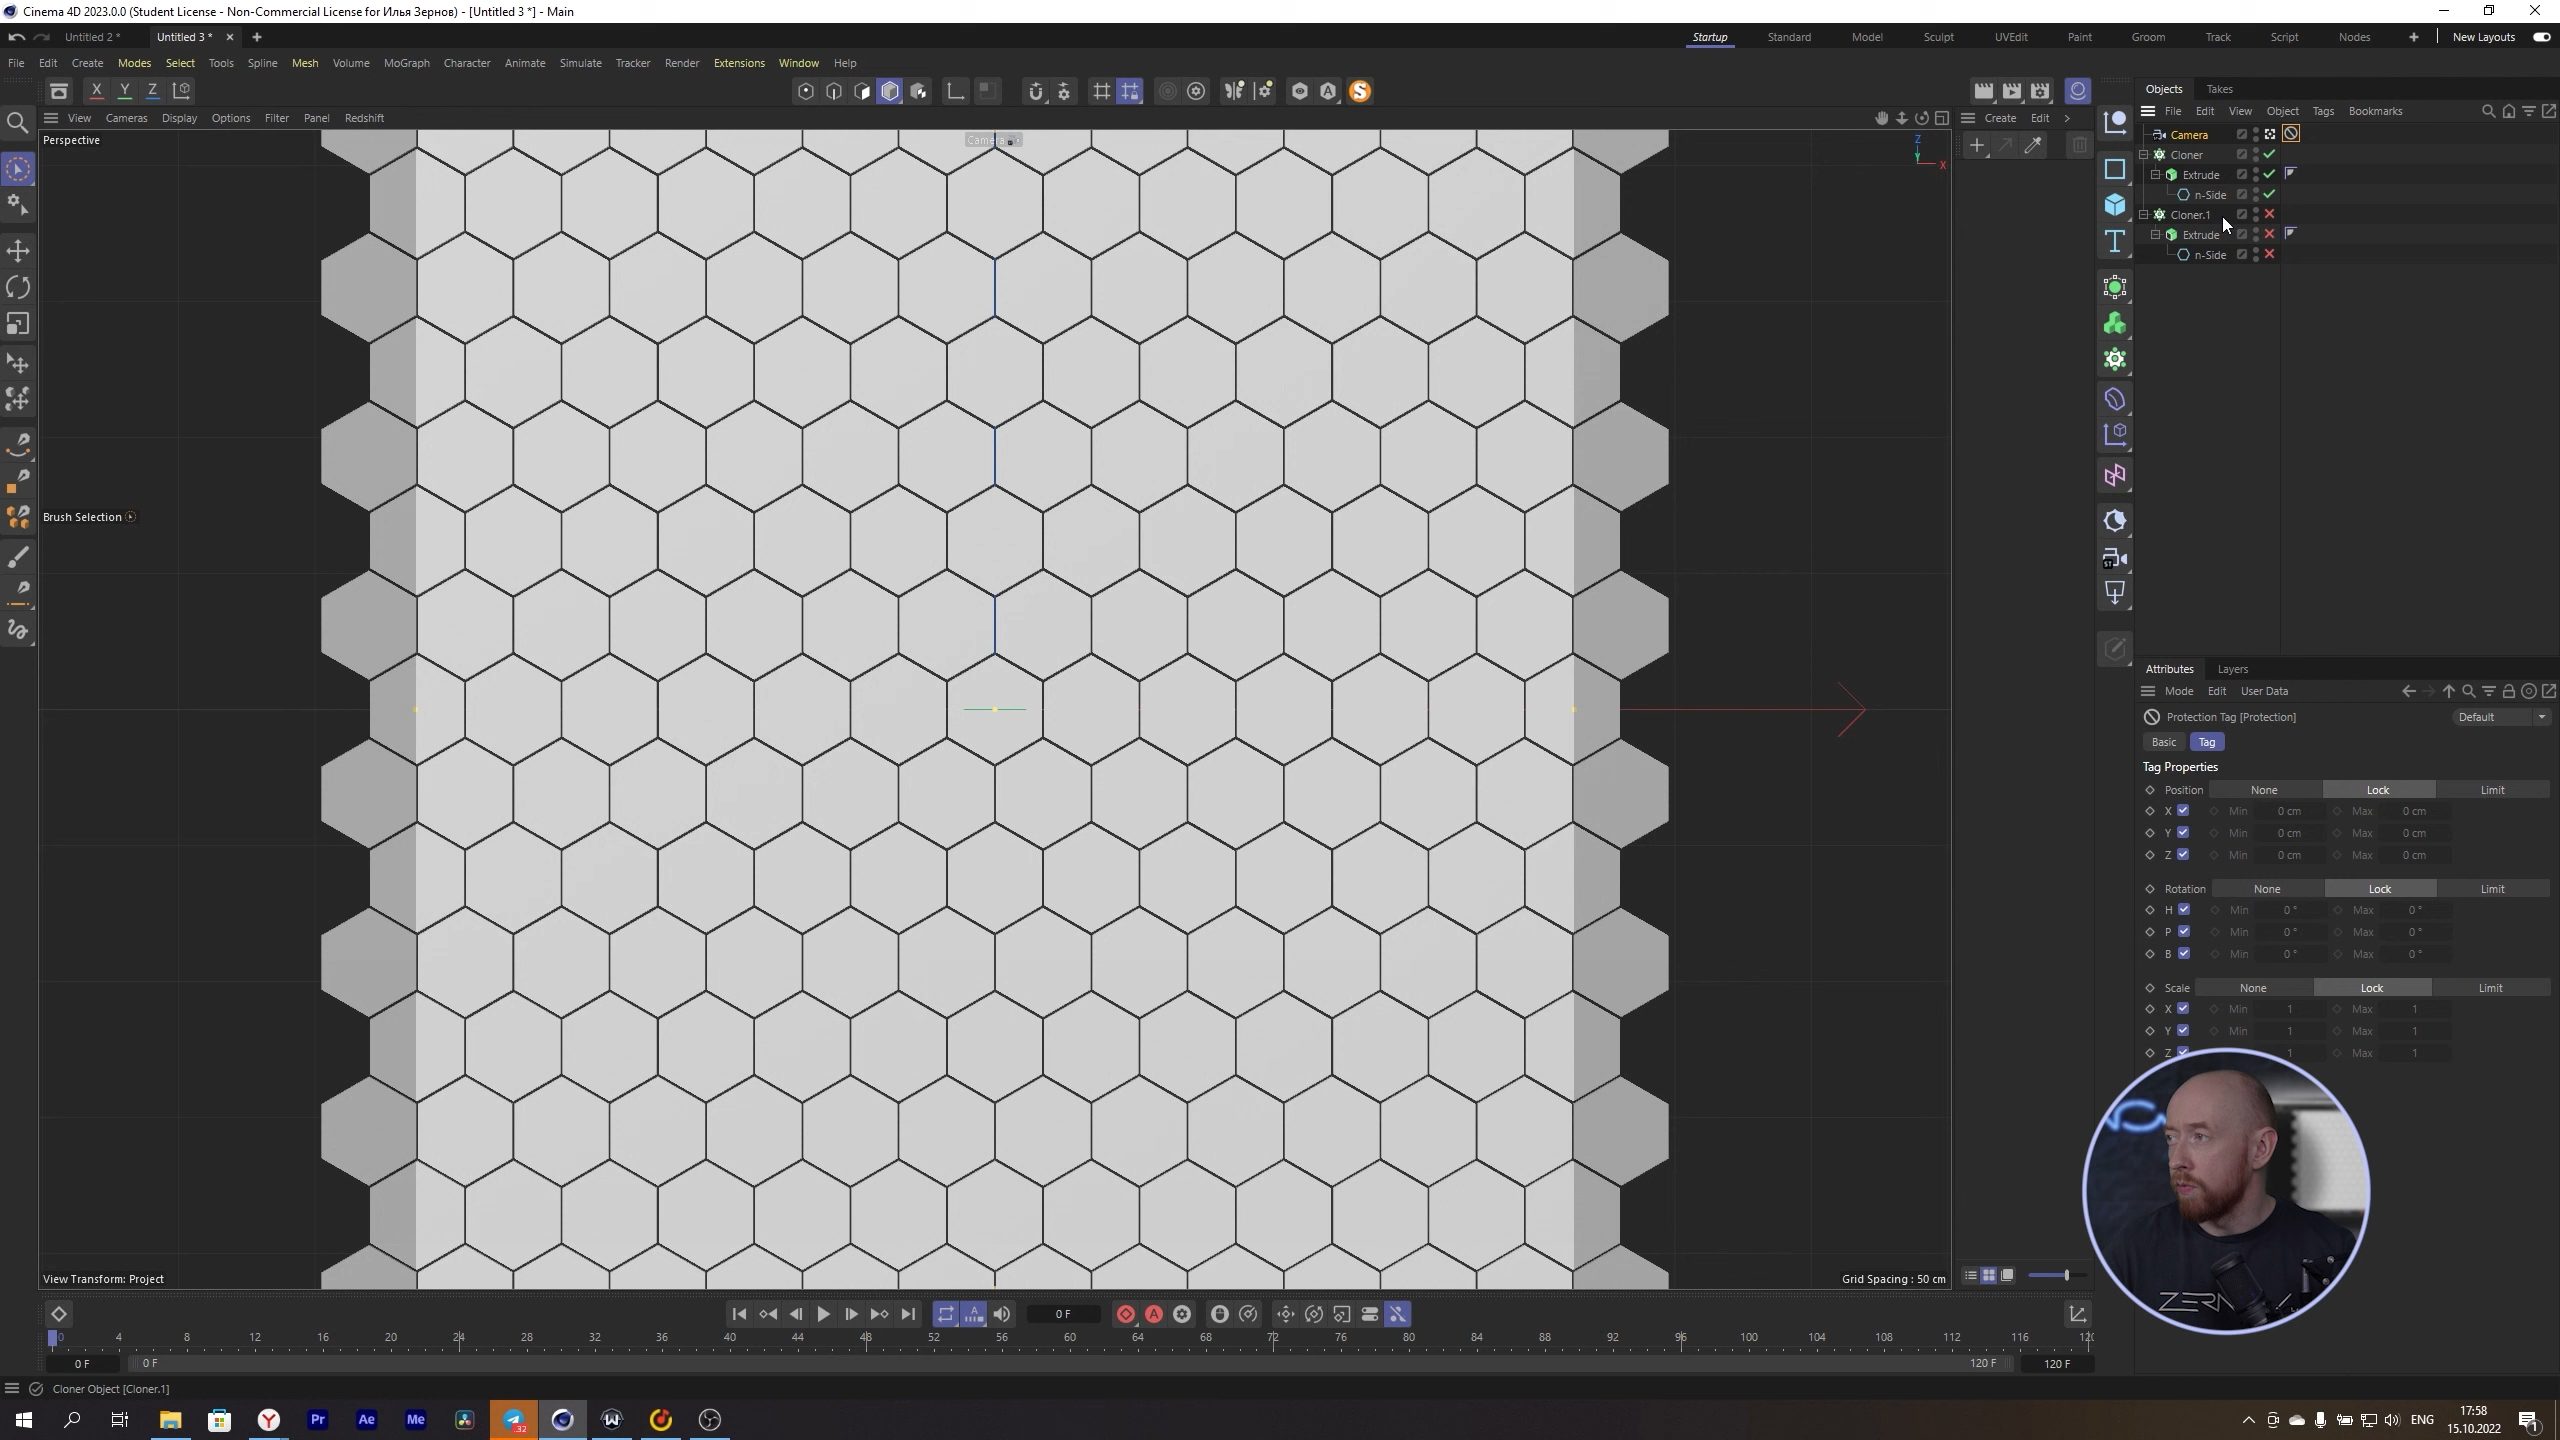 Cinema 4D 2023.0.0 (Student License - Non-Commercial License for Илья Зернов) - [Untitled 3 *] - Main
Untitled 2 *
Untitled 3 *
Startup Standard Model Sculpt UVEdit Paint Groom Track Script Nodes New Layouts
File Edit Create Modes Select Tools Spline Mesh Volume MoGraph Character Animate Simulate Tracker Render Extensions Window Help
X Y Z
View Cameras Display Options Filter Panel Redshift
Create Edit
Perspective
Camera
Z
X
Brush Selection
View Transform: Project
Grid Spacing : 50 cm
Objects Takes
File Edit View Object Tags Bookmarks
Camera
Cloner
Extrude
n-Side
Cloner.1
Extrude
n-Side
Attributes Layers
Mode Edit User Data
Protection Tag [Protection]
Default
Basic Tag
Tag Properties
Position None Lock Limit
X Min 0 cm Max 0 cm
Y Min 0 cm Max 0 cm
Z Min 0 cm Max 0 cm
Rotation None Lock Limit
H Min 0 ° Max 0 °
P Min 0 ° Max 0 °
B Min 0 ° Max 0 °
Scale None Lock Limit
X Min 1 Max 1
Y Min 1 Max 1
Z Min 1 Max 1
0 F
0 4 8 12 16 20 24 28 32 36 40 44 48 52 56 60 64 68 72 76 80 84 88 92 96 100 104 108 112 116
0 F 0 F 120 F 120 F
Cloner Object [Cloner.1]
Pr Ae Me
32
ENG
17:58
15.10.2022
1